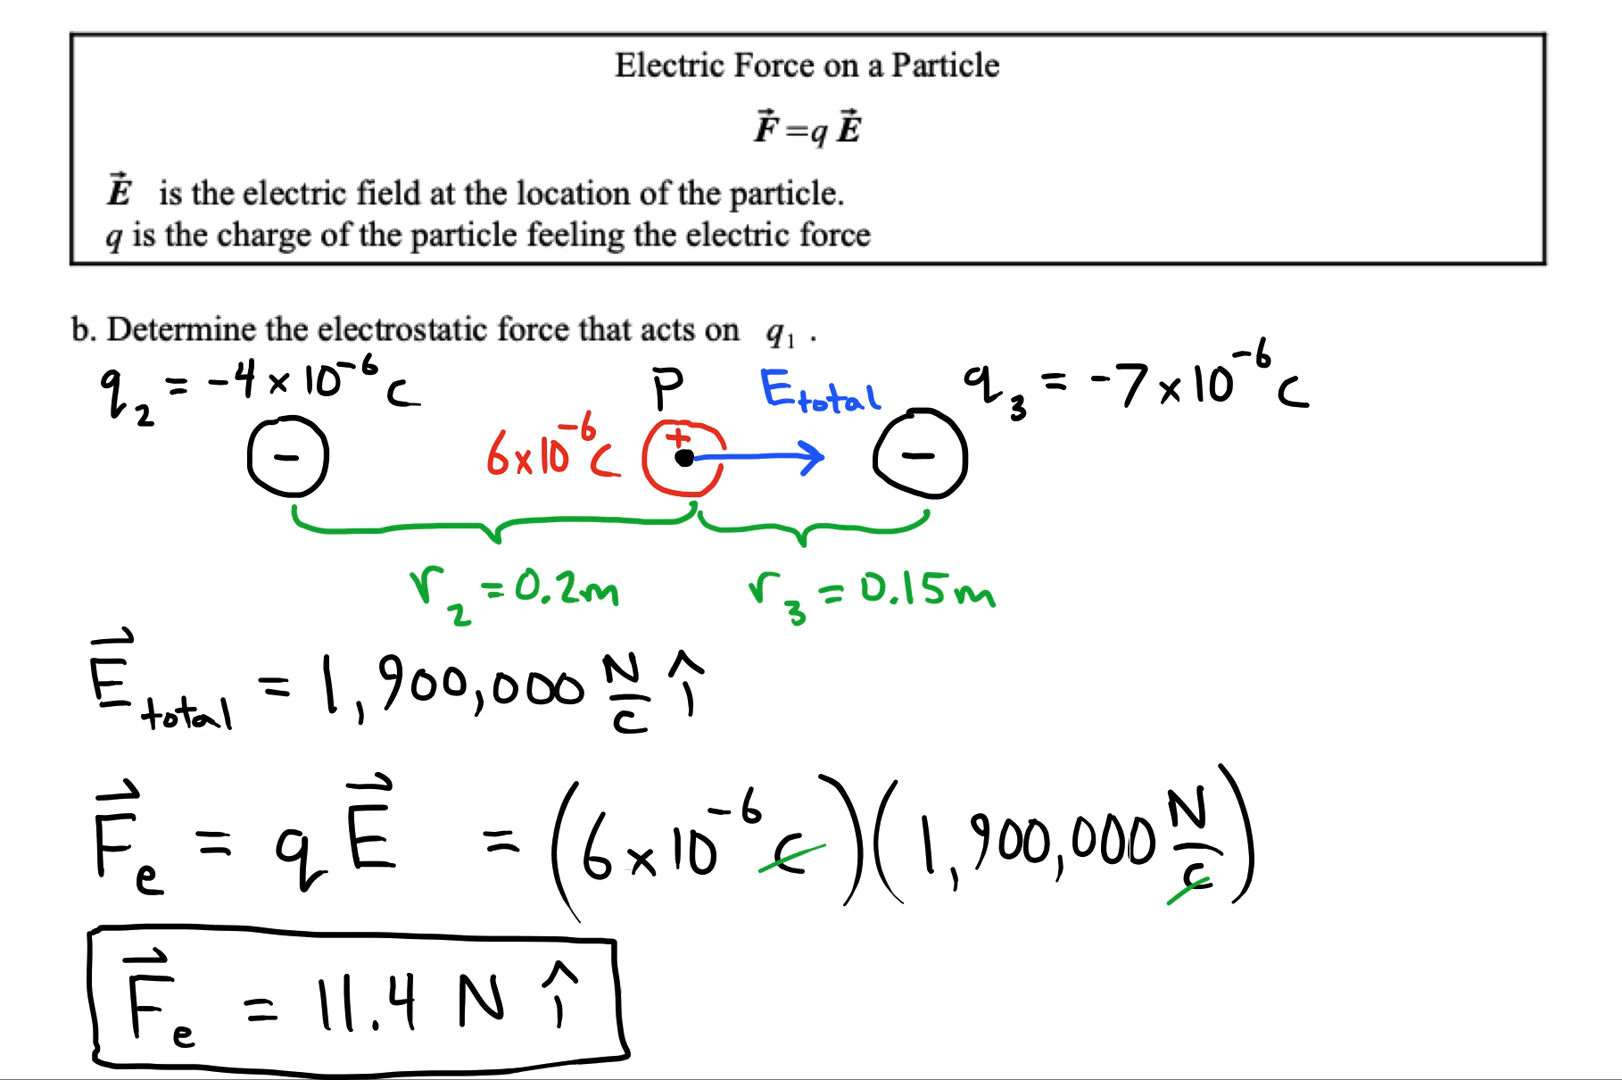 Electric Force on a Particle
F⃗ =q E⃗
E⃗ is the electric field at the location of the particle.
q is the charge of the particle feeling the electric force
b. Determine the electrostatic force that acts on q₁ .
q₂ = -4 × 10⁻⁶ C
P
E_total
q₃ = -7 × 10⁻⁶ C
-
6×10⁻⁶ C
+
-
r₂ = 0.2m
r₃ = 0.15m
E⃗_total = 1,900,000 N/C î
F⃗_e = q E⃗ = (6 × 10⁻⁶ C)(1,900,000 N/C)
F⃗_e = 11.4 N î